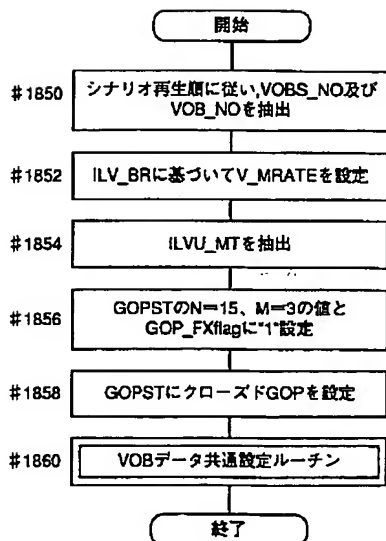 開始
#1850
シナリオ再生順に従い,VOBS_NO及び
VOB_NOを抽出
#1852
ILV_BRに基づいてV_MRATEを設定
#1854
ILVU_MTを抽出
#1856
GOPSTのN=15、M=3の値と
GOP_FXflagに"1"設定
#1858
GOPSTにクローズドGOPを設定
#1860
VOBデータ共通設定ルーチン
終了